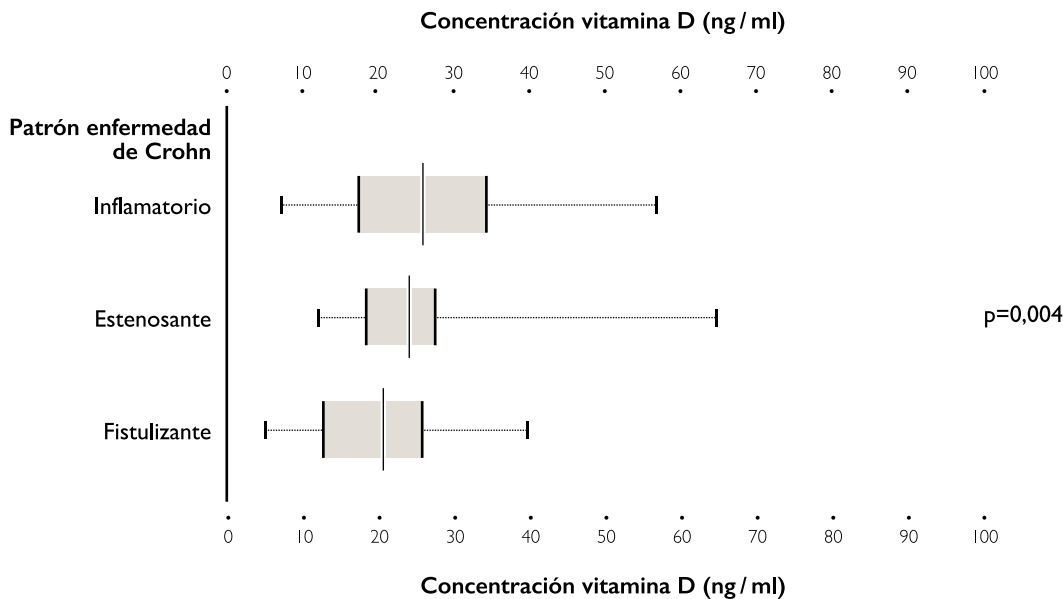 Concentración vitamina D (ng / ml)
0 10 20 30 40 50 60 70 80 90 100
Patrón enfermedad
de Crohn
Inflamatorio
Estenosante
p=0,004
Fistulizante
0 10 20 30 40 50 60 70 80 90 100
Concentración vitamina D (ng / ml)